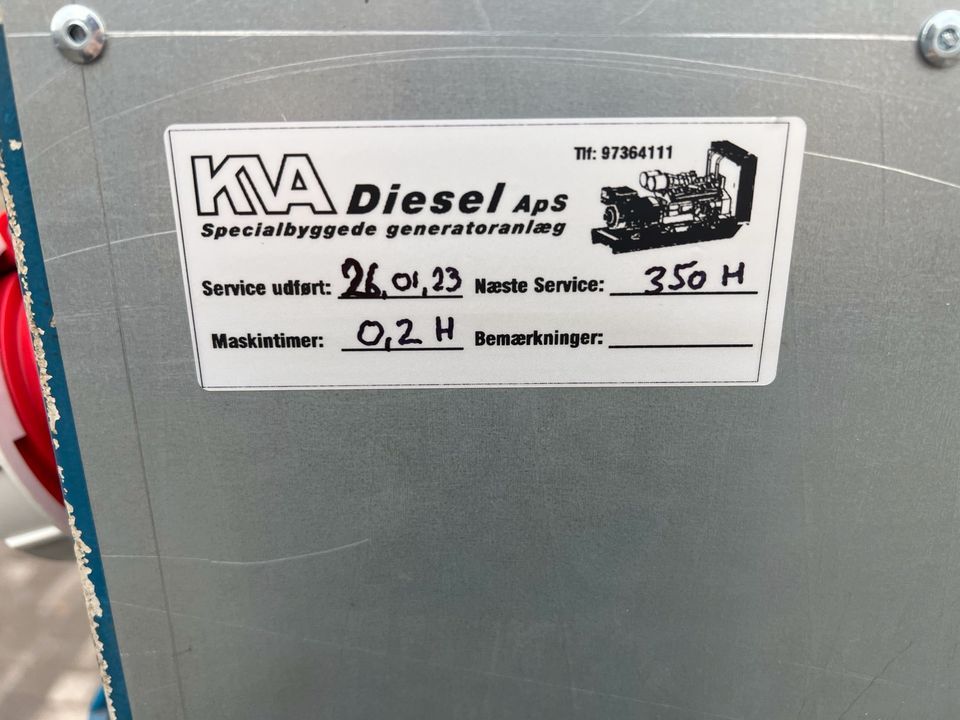 Tlf: 97364111
KVA Diesel ApS
Specialbyggede generatoranlæg
Service udført: 26,01,23 Næste Service: 350 H
Maskintimer: 0,2 H Bemærkninger: